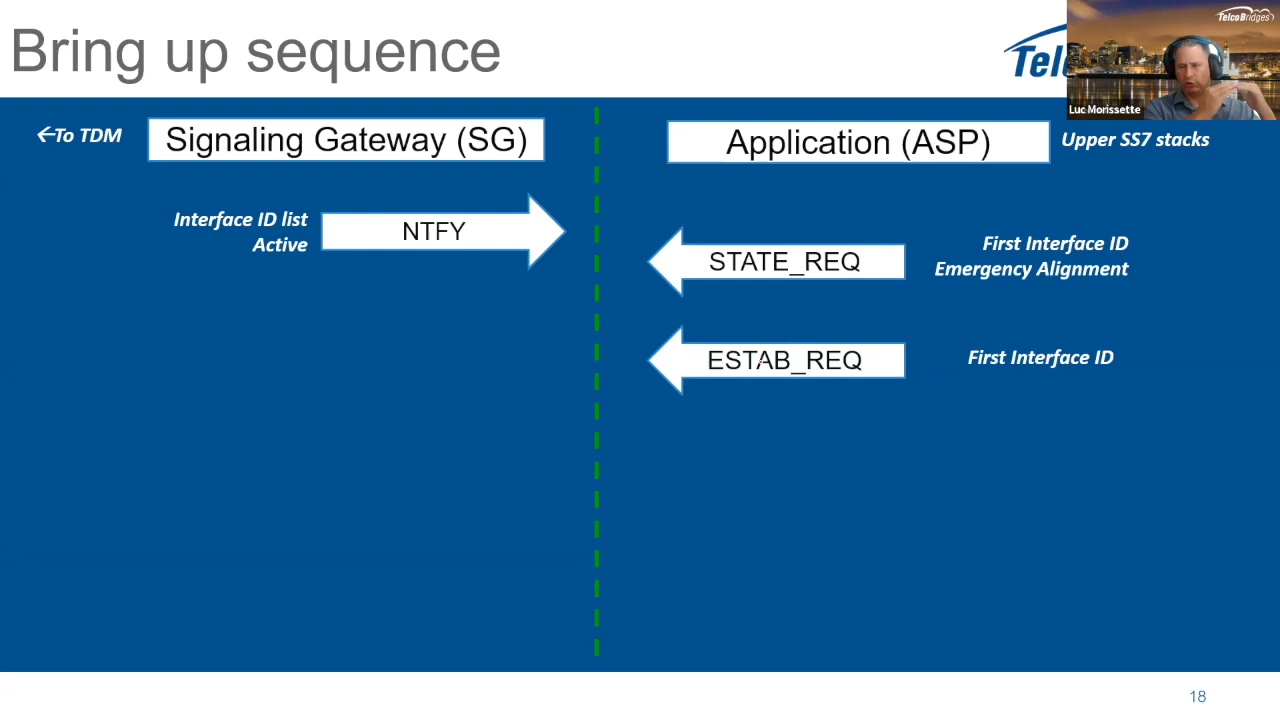 Bring up sequence
TelcoBridges
Tel
Luc Morissette
←To TDM
Signaling Gateway (SG)
Application (ASP)
Upper SS7 stacks
Interface ID list
Active
NTFY
STATE_REQ
First Interface ID
Emergency Alignment
ESTAB_REQ
First Interface ID
18